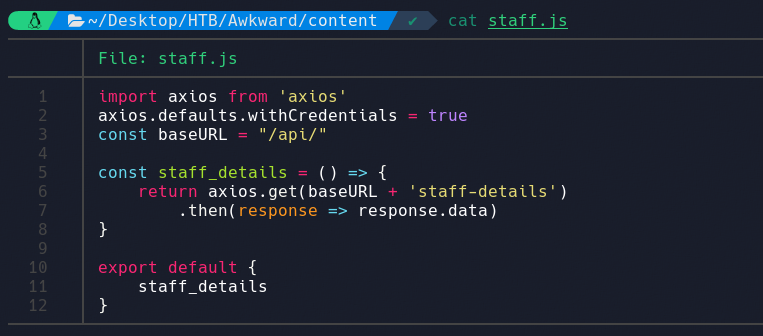 ~/Desktop/HTB/Awkward/content ✔ cat staff.js
File: staff.js
1 import axios from 'axios'
2 axios.defaults.withCredentials = true
3 const baseURL = "/api/"
4
5 const staff_details = () => {
6     return axios.get(baseURL + 'staff-details')
7         .then(response => response.data)
8 }
9
10 export default {
11     staff_details
12 }